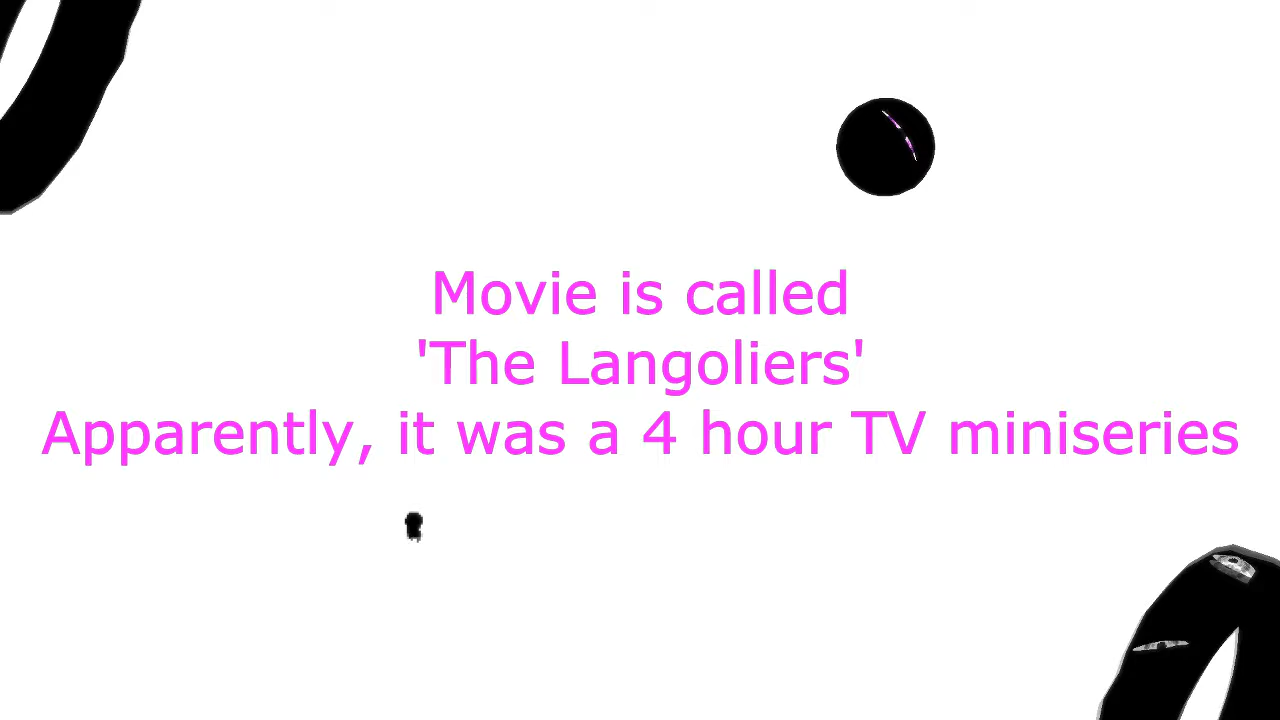 Movie is called
'The Langoliers'
Apparently, it was a 4 hour TV miniseries